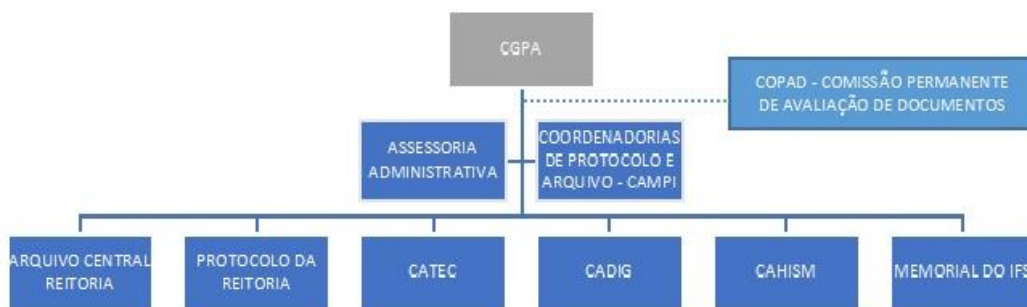 CGPA
COPAD - COMISSÃO PERMANENTE
DE AVALIAÇÃO DE DOCUMENTOS
ASSESSORIA
ADMINISTRATIVA
COORDENADORIAS
DE PROTOCOLO E
ARQUIVO - CAMPI
ARQUIVO CENTRAL
REITORIA
PROTOCOLO DA
REITORIA
CATEC
CADIG
CAHISM
MEMORIAL DO IFS